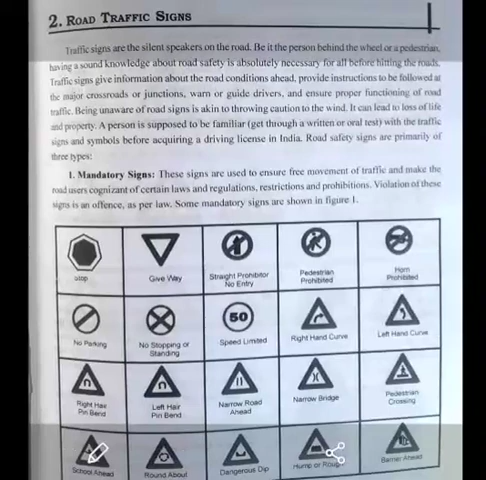 2. ROAD TRAFFIC SIGNS
Traffic signs are the silent speakers on the road. Be it the person behind the wheel or a pedestrian,
having a sound knowledge about road safety is absolutely necessary for all before hitting the roads.
Traffic signs give information about the road conditions ahead, provide instructions to be followed at
the major crossroads or junctions, warn or guide drivers, and ensure proper functioning of road
traffic. Being unaware of road signs is akin to throwing caution to the wind. It can lead to loss of life
and property. A person is supposed to be familiar (get through a written or oral test) with the traffic
signs and symbols before acquiring a driving license in India. Road safety signs are primarily of
three types:
1. Mandatory Signs: These signs are used to ensure free movement of traffic and make the
road users cognizant of certain laws and regulations, restrictions and prohibitions. Violation of these
signs is an offence, as per law. Some mandatory signs are shown in figure 1.
Stop
Give Way
Straight Prohibitor
No Entry
Pedestrian
Prohibited
Horn
Prohibited
No Parking
No Stopping or
Standing
50
Speed Limited
Right Hand Curve
Left Hand Curve
Right Hair
Pin Bend
Left Hair
Pin Bend
Narrow Road
Ahead
Narrow Bridge
Pedestrian
Crossing
School Ahead
Round About
Dangerous Dip
Hump or
Barrier Ahead